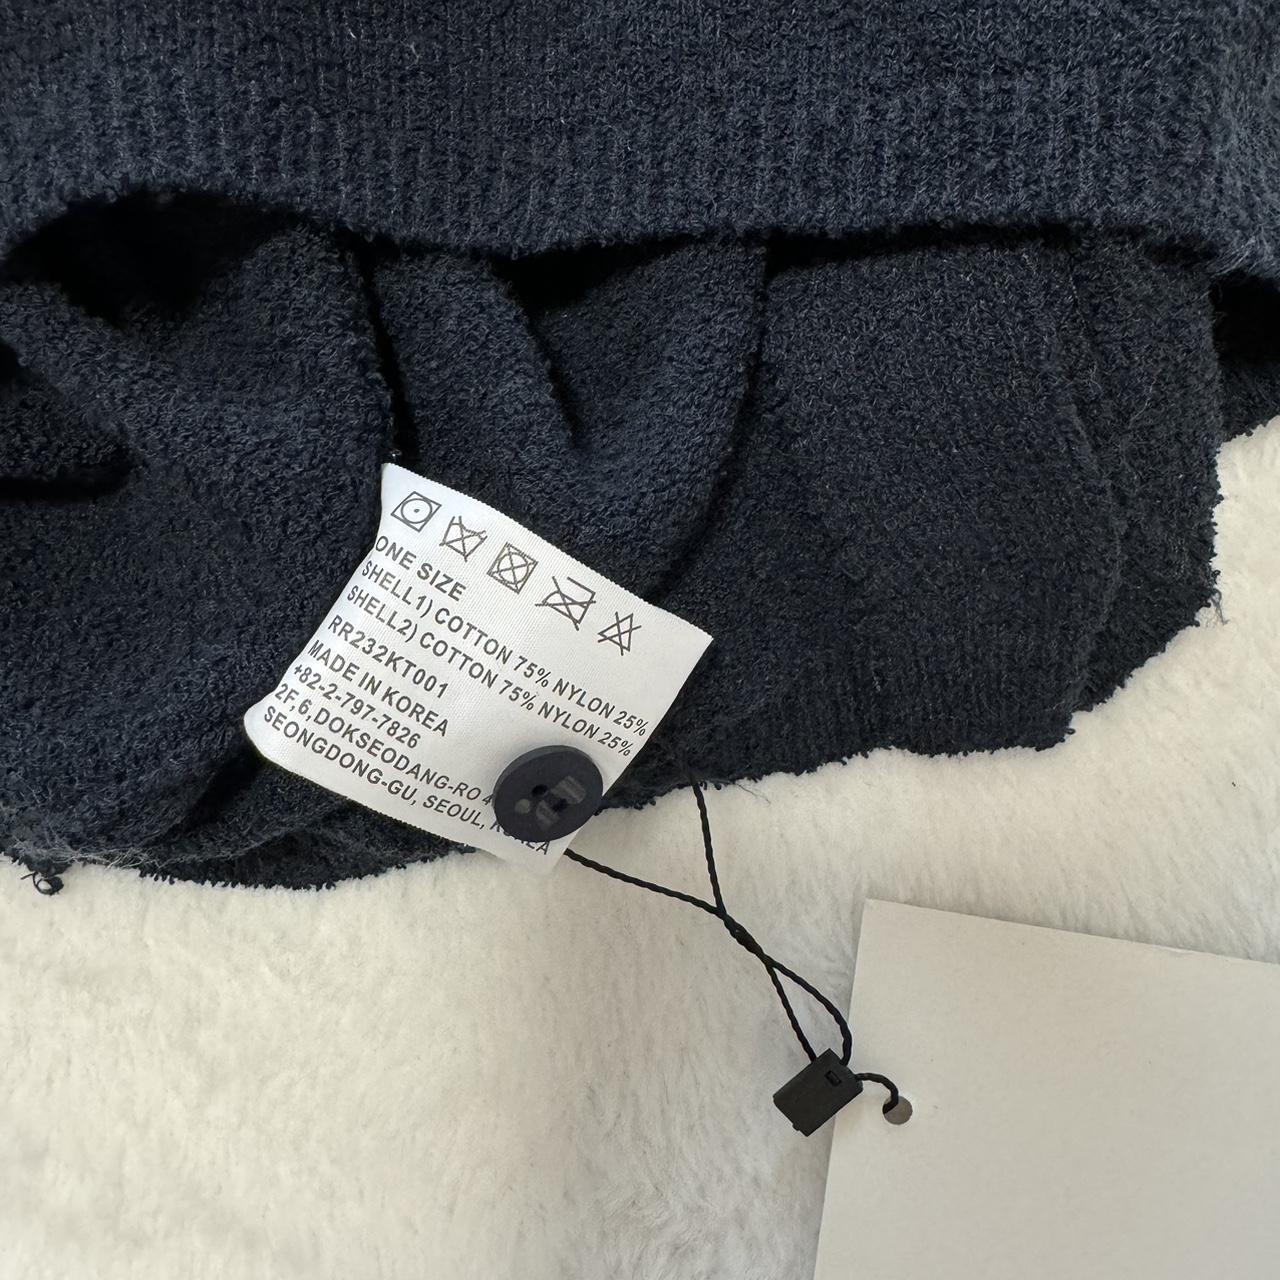 ONE SIZE
SHELL1) COTTON 75% NYLON 25%
SHELL2) COTTON 75% NYLON 25%
RR232KT001
MADE IN KOREA
+82-2-797-7826
2F,6,DOKSEODANG-RO 4
SEONGDONG-GU, SEOUL, KOREA